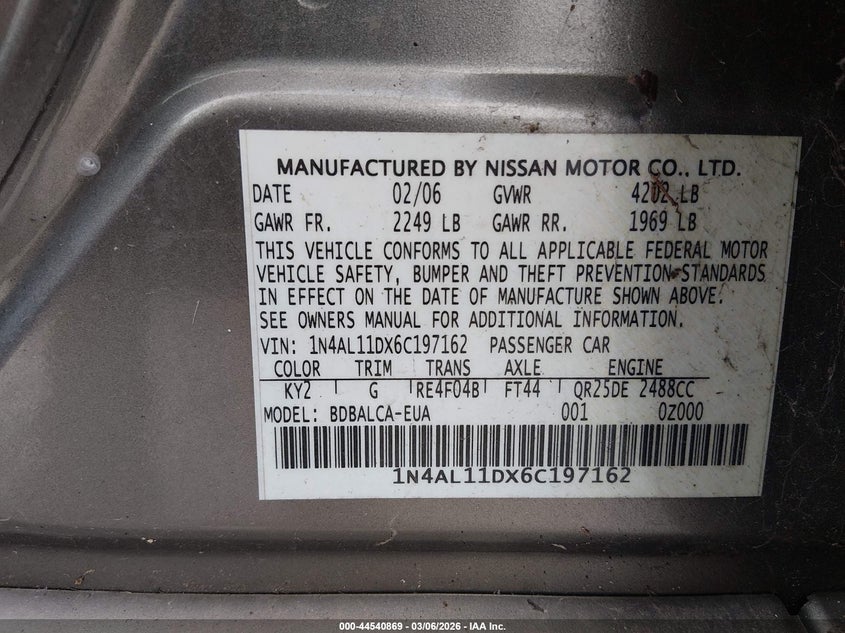 MANUFACTURED BY NISSAN MOTOR CO., LTD.
DATE 02/06 GVWR 4202 LB
GAWR FR. 2249 LB GAWR RR. 1969 LB
THIS VEHICLE CONFORMS TO ALL APPLICABLE FEDERAL MOTOR
VEHICLE SAFETY, BUMPER AND THEFT PREVENTION STANDARDS
IN EFFECT ON THE DATE OF MANUFACTURE SHOWN ABOVE.
SEE OWNERS MANUAL FOR ADDITIONAL INFORMATION.
VIN: 1N4AL11DX6C197162 PASSENGER CAR
COLOR TRIM TRANS AXLE ENGINE
KY2 G RE4F04B FT44 QR25DE 2488CC
MODEL: BDBALCA-EUA 001 0Z000
1N4AL11DX6C197162
000-44540869 | 03/06/2026 - IAA Inc.